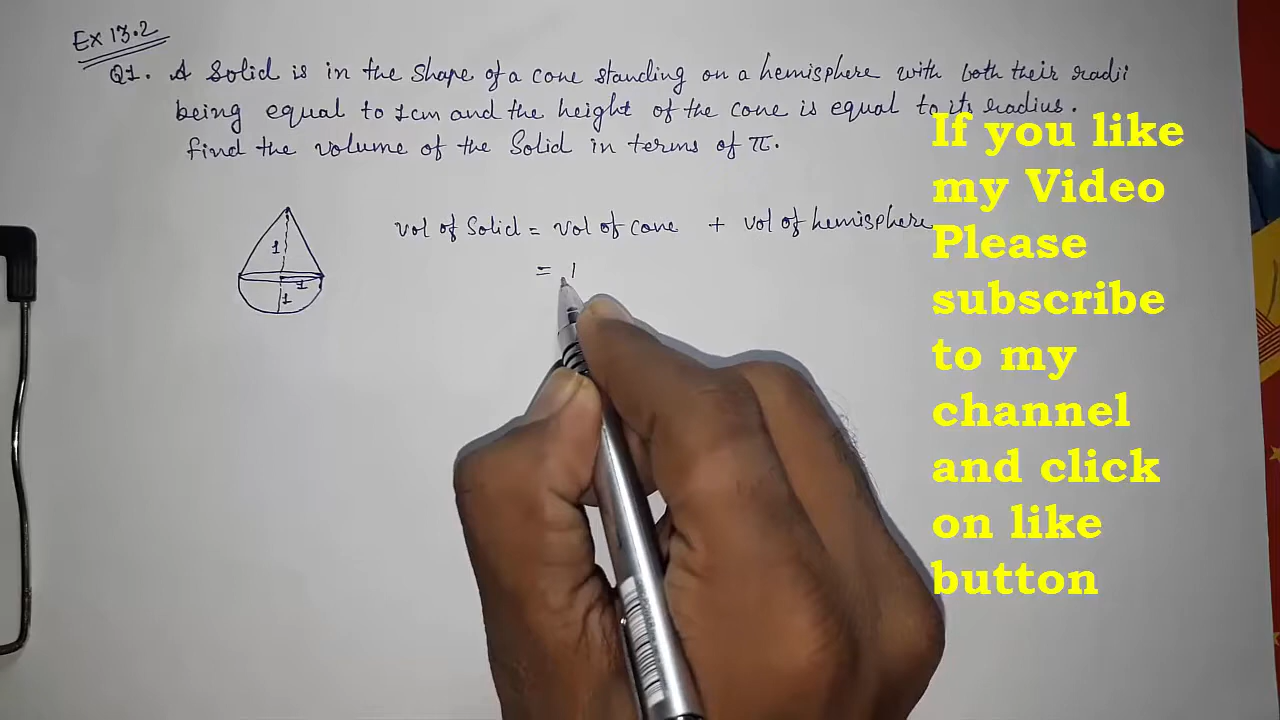 Ex 13.2
Q1. A Solid is in the shape of a cone standing on a hemisphere with both their radii
being equal to 1cm and the height of the cone is equal to its radius.
find the volume of the Solid in terms of π.
vol of Solid = vol of cone + vol of hemisphere
= 1
1
1
1
If you like
my Video
Please
subscribe
to my
channel
and click
on like
button